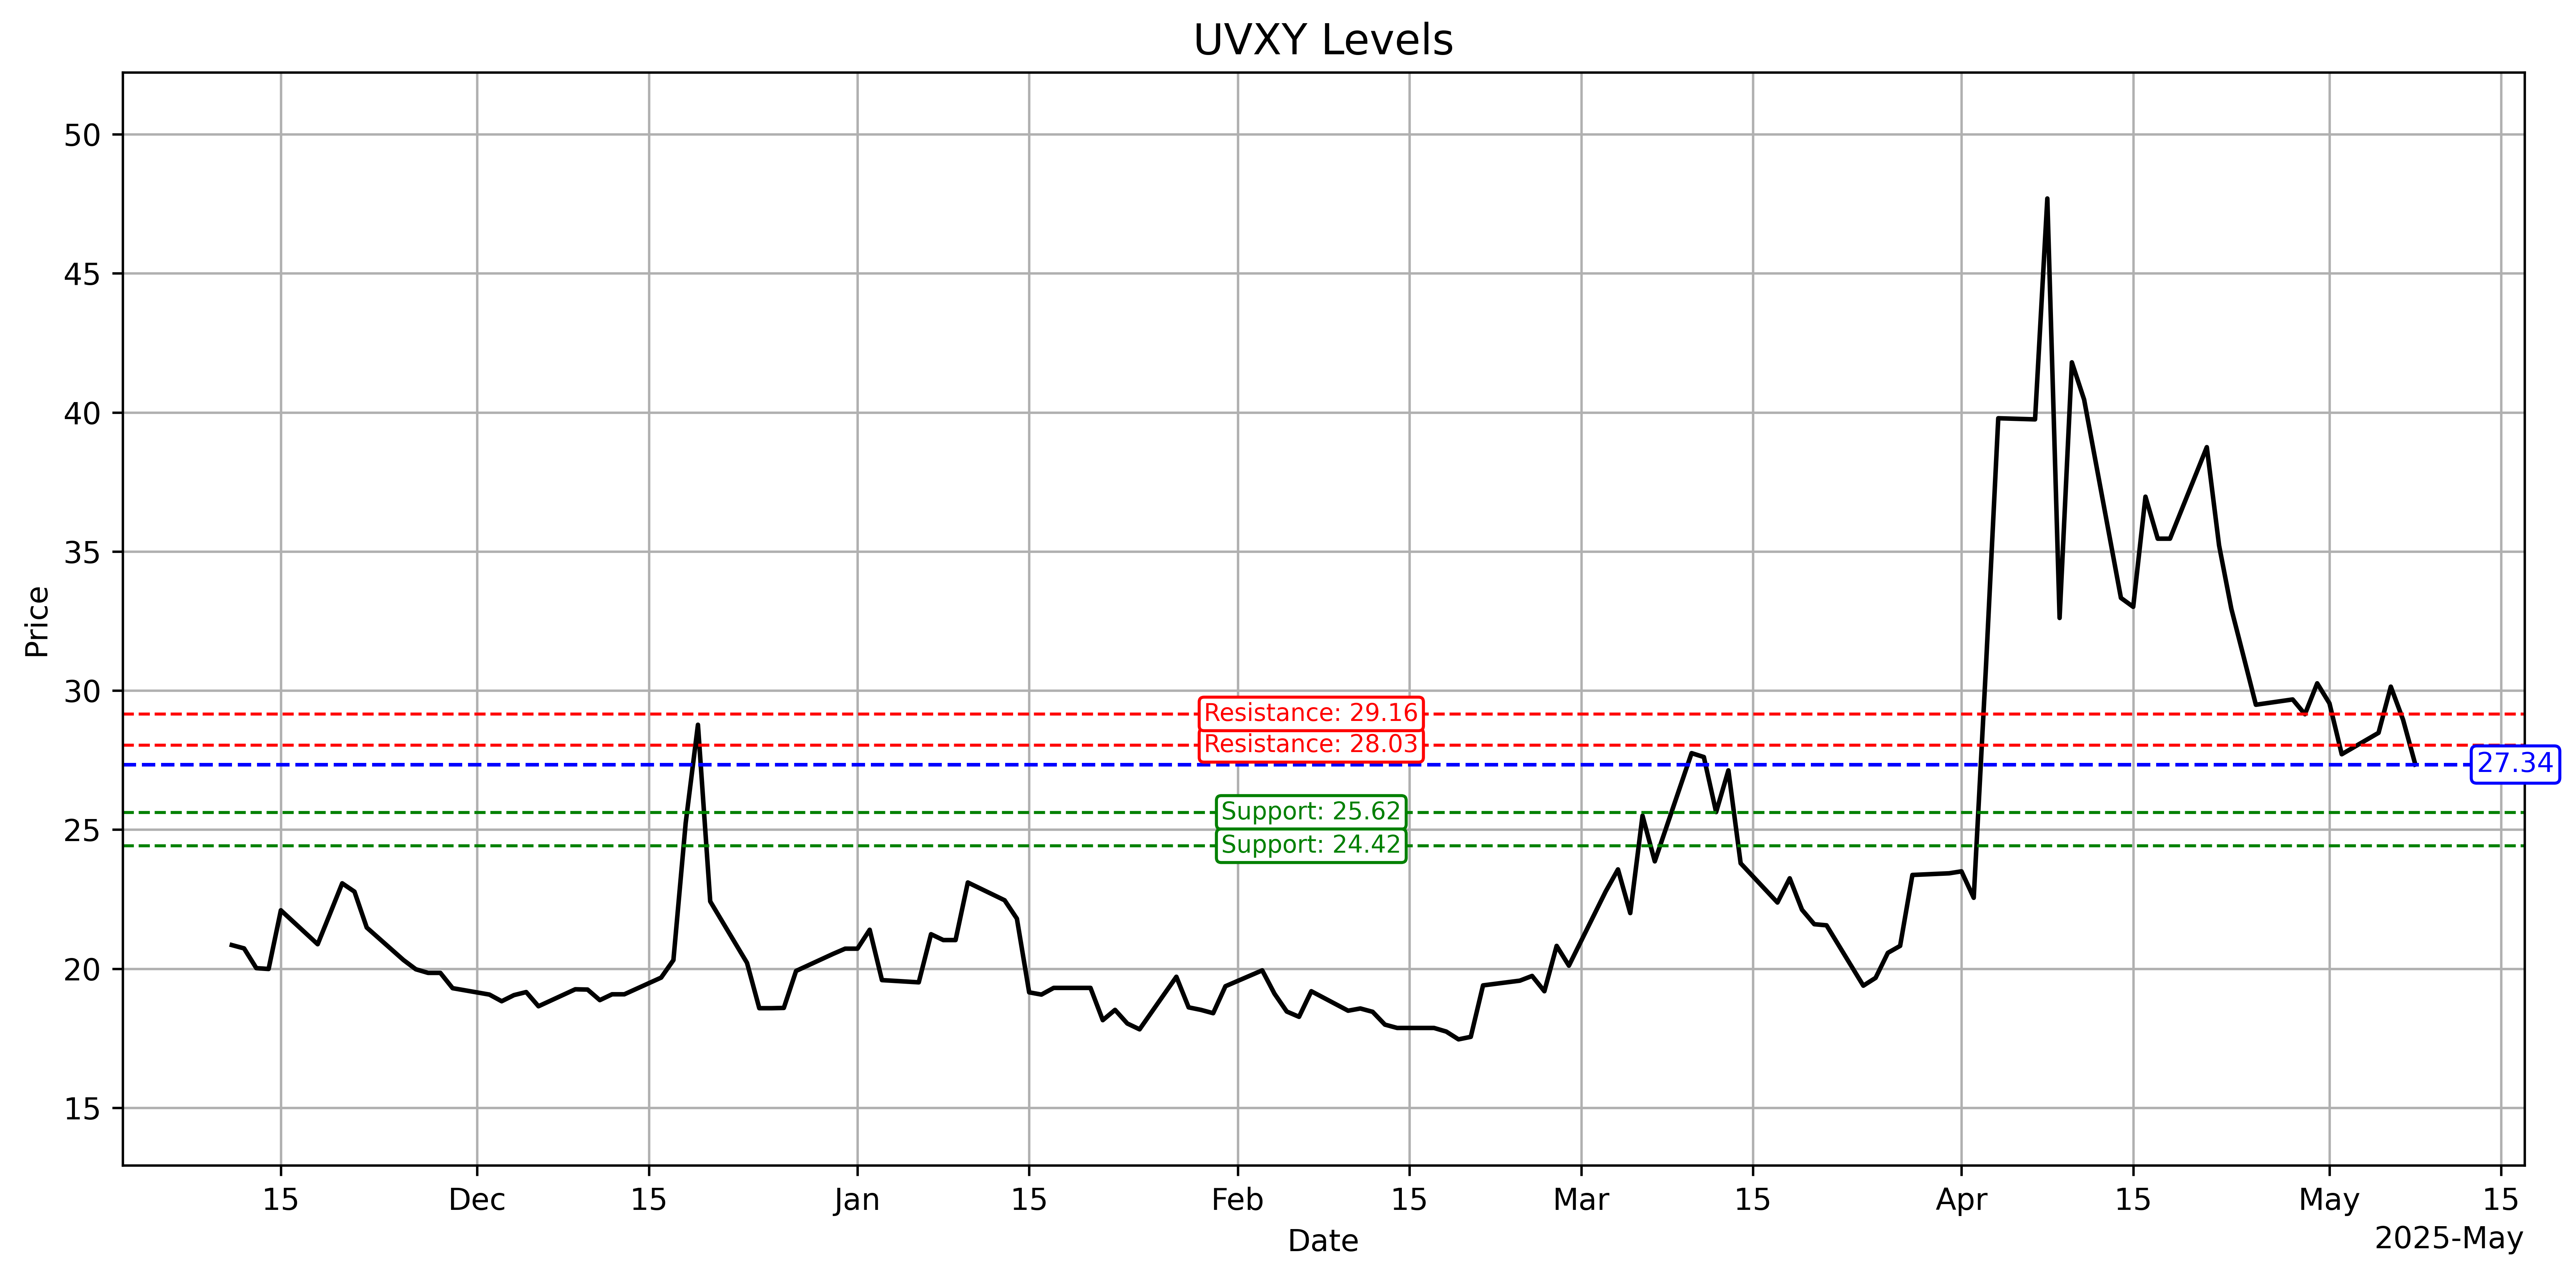 UVXY Levels
Price
50
45
40
35
30
25
20
15
Resistance: 29.16
Resistance: 28.03
27.34
Support: 25.62
Support: 24.42
15 Dec 15 Jan 15 Feb 15 Mar 15 Apr 15 May 15
Date
2025-May